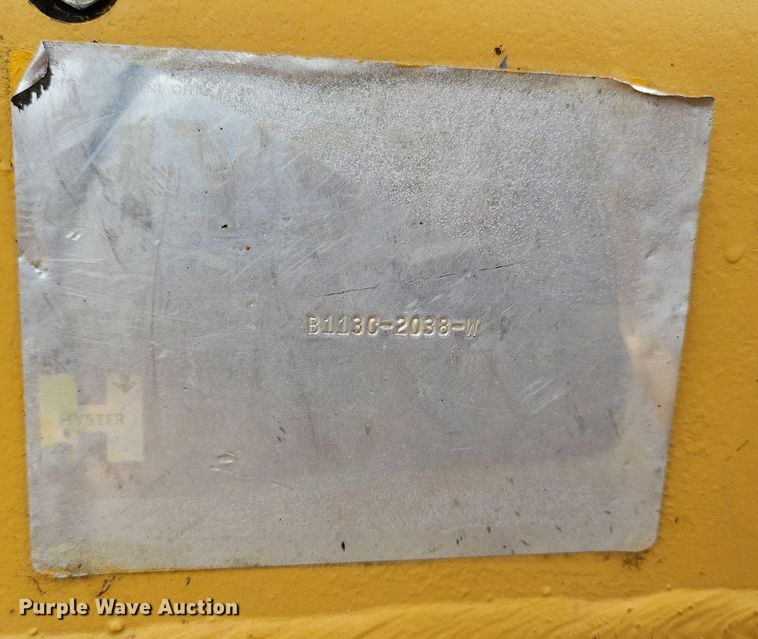 B113C-2038-W
HYSTER
Purple Wave Auction